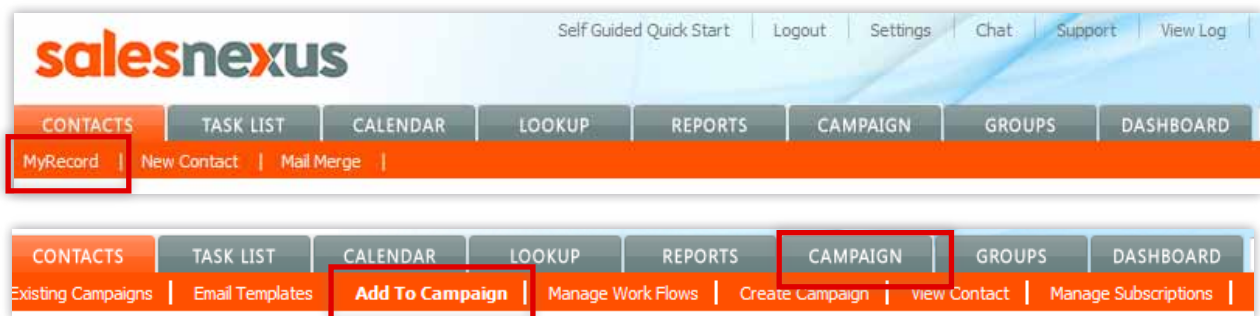 Self Guided Quick Start | Logout | Settings | Chat | Support | View Log |
salesnexus
CONTACTS TASK LIST CALENDAR LOOKUP REPORTS CAMPAIGN GROUPS DASHBOARD
MyRecord | New Contact | Mail Merge |
CONTACTS TASK LIST CALENDAR LOOKUP REPORTS CAMPAIGN GROUPS DASHBOARD
Existing Campaigns | Email Templates | Add To Campaign | Manage Work Flows | Create Campaign | View Contact | Manage Subscriptions |